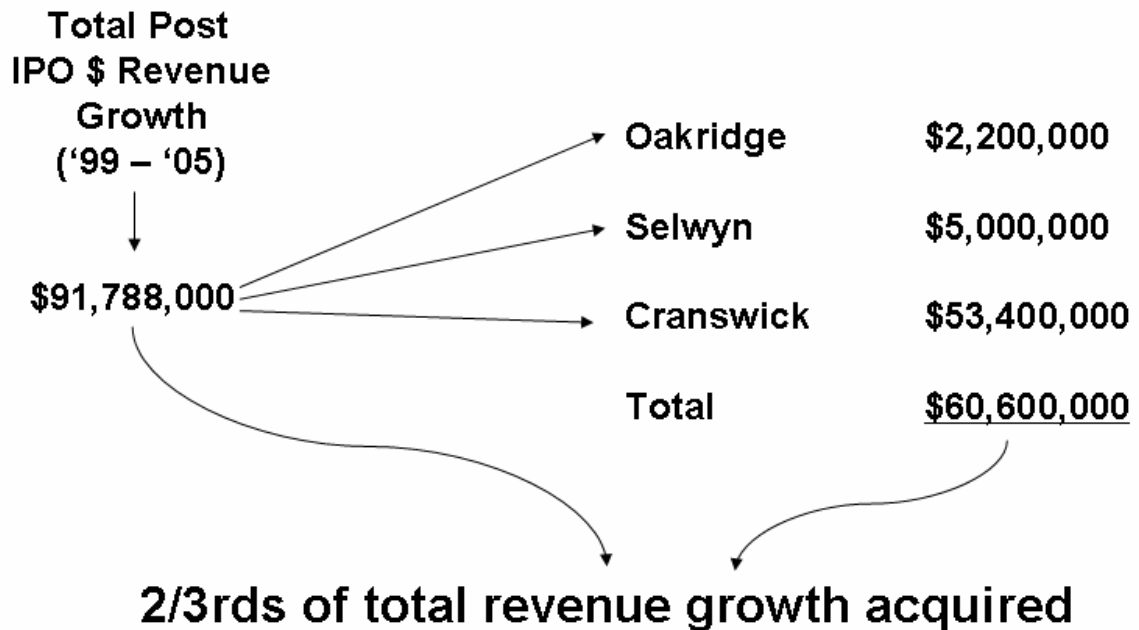 Total Post
IPO $ Revenue
Growth
(‘99 – ‘05)
$91,788,000
Oakridge $2,200,000
Selwyn $5,000,000
Cranswick $53,400,000
Total $60,600,000
2/3rds of total revenue growth acquired